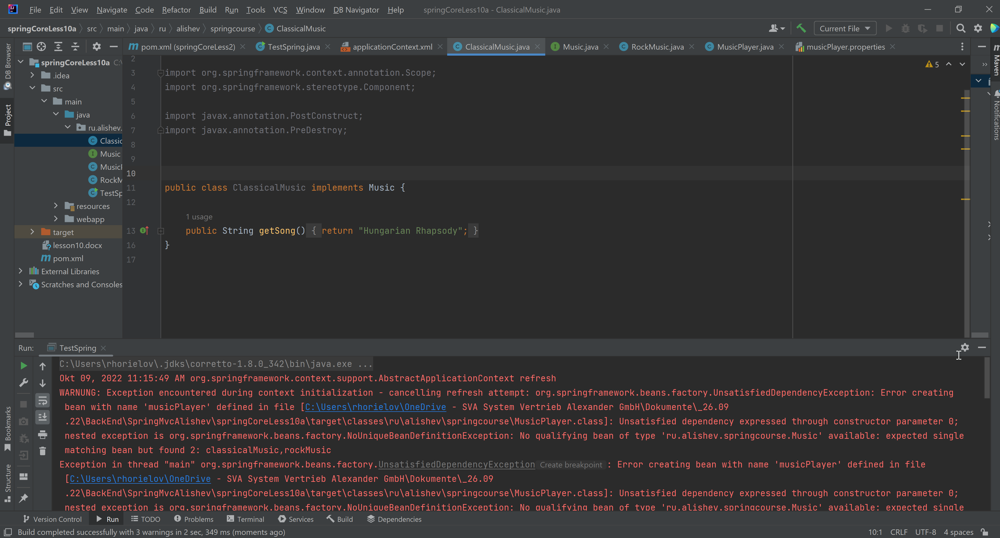 File Edit View Navigate Code Refactor Build Run Tools VCS Window DB Navigator Help springCoreLess10a - ClassicalMusic.java
springCoreLess10a src main java ru alishev springcourse ClassicalMusic Current File
pom.xml (springCoreLess2) TestSpring.java applicationContext.xml ClassicalMusic.java Music.java RockMusic.java MusicPlayer.java musicPlayer.properties
DB Browser
Project
Bookmarks
Structure
springCoreLess10a C:\
.idea
src
main
java
ru.alishev.
Classic
Music
MusicP
RockM
TestSp
resources
webapp
target
lesson10.docx
pom.xml
External Libraries
Scratches and Consoles
2
3 import org.springframework.context.annotation.Scope;
4 import org.springframework.stereotype.Component;
5
6 import javax.annotation.PostConstruct;
7 import javax.annotation.PreDestroy;
8
9
10
11 public class ClassicalMusic implements Music {
12
1 usage
13 public String getSong() { return "Hungarian Rhapsody"; }
16 }
17
5
Maven
Notifications
Run: TestSpring
C:\Users\rhorielov\.jdks\corretto-1.8.0_342\bin\java.exe ...
Okt 09, 2022 11:15:49 AM org.springframework.context.support.AbstractApplicationContext refresh
WARNUNG: Exception encountered during context initialization - cancelling refresh attempt: org.springframework.beans.factory.UnsatisfiedDependencyException: Error creating
bean with name 'musicPlayer' defined in file [C:\Users\rhorielov\OneDrive - SVA System Vertrieb Alexander GmbH\Dokumente\_26.09
.22\BackEnd\SpringMvcAlishev\springCoreLess10a\target\classes\ru\alishev\springcourse\MusicPlayer.class]: Unsatisfied dependency expressed through constructor parameter 0;
nested exception is org.springframework.beans.factory.NoUniqueBeanDefinitionException: No qualifying bean of type 'ru.alishev.springcourse.Music' available: expected single
matching bean but found 2: classicalMusic,rockMusic
Exception in thread "main" org.springframework.beans.factory.UnsatisfiedDependencyException Create breakpoint : Error creating bean with name 'musicPlayer' defined in file
[C:\Users\rhorielov\OneDrive - SVA System Vertrieb Alexander GmbH\Dokumente\_26.09
.22\BackEnd\SpringMvcAlishev\springCoreLess10a\target\classes\ru\alishev\springcourse\MusicPlayer.class]: Unsatisfied dependency expressed through constructor parameter 0;
nested exception is org.springframework.beans.factory.NoUniqueBeanDefinitionException: No qualifying bean of type 'ru.alishev.springcourse.Music' available: expected single
Version Control Run TODO Problems Terminal Services Build Dependencies
Build completed successfully with 3 warnings in 2 sec, 349 ms (moments ago) 10:1 CRLF UTF-8 4 spaces